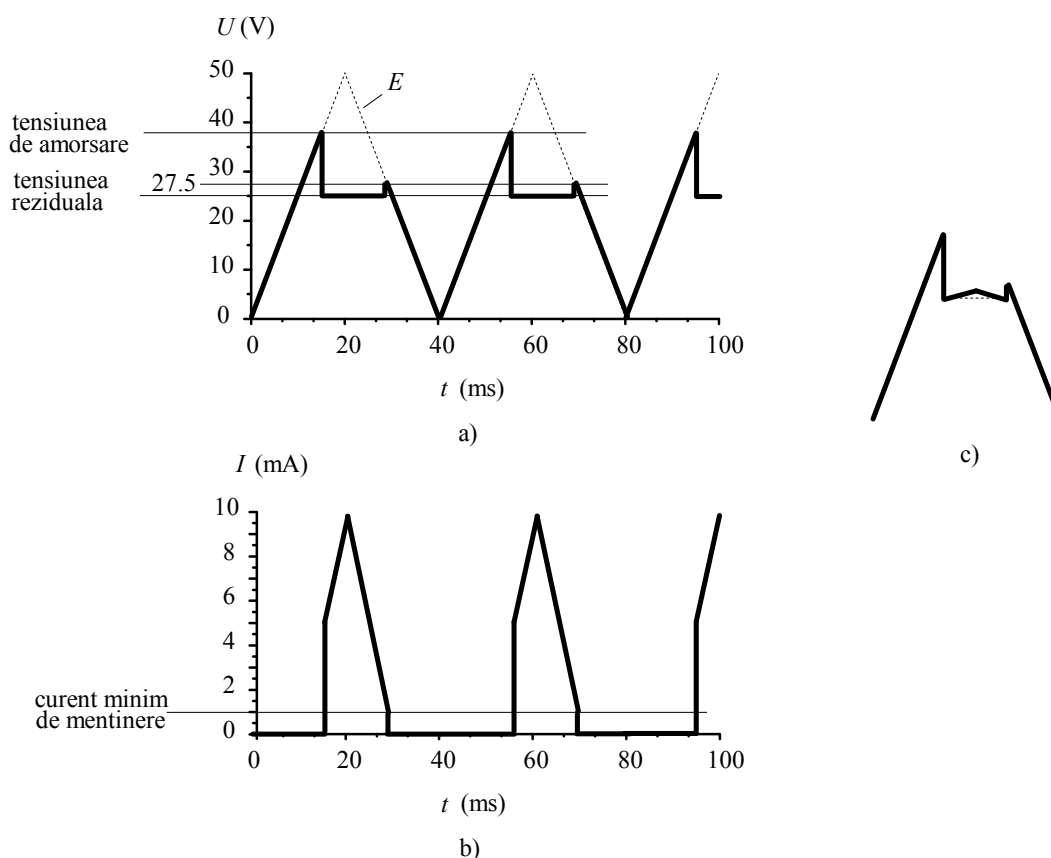 U (V)
50
E
40
tensiunea
de amorsare
30
tensiunea
reziduala
27.5
20
10
0
0 20 40 60 80 100
t (ms)
a)
c)
I (mA)
10
8
6
4
2
curent minim
de mentinere
0
0 20 40 60 80 100
t (ms)
b)